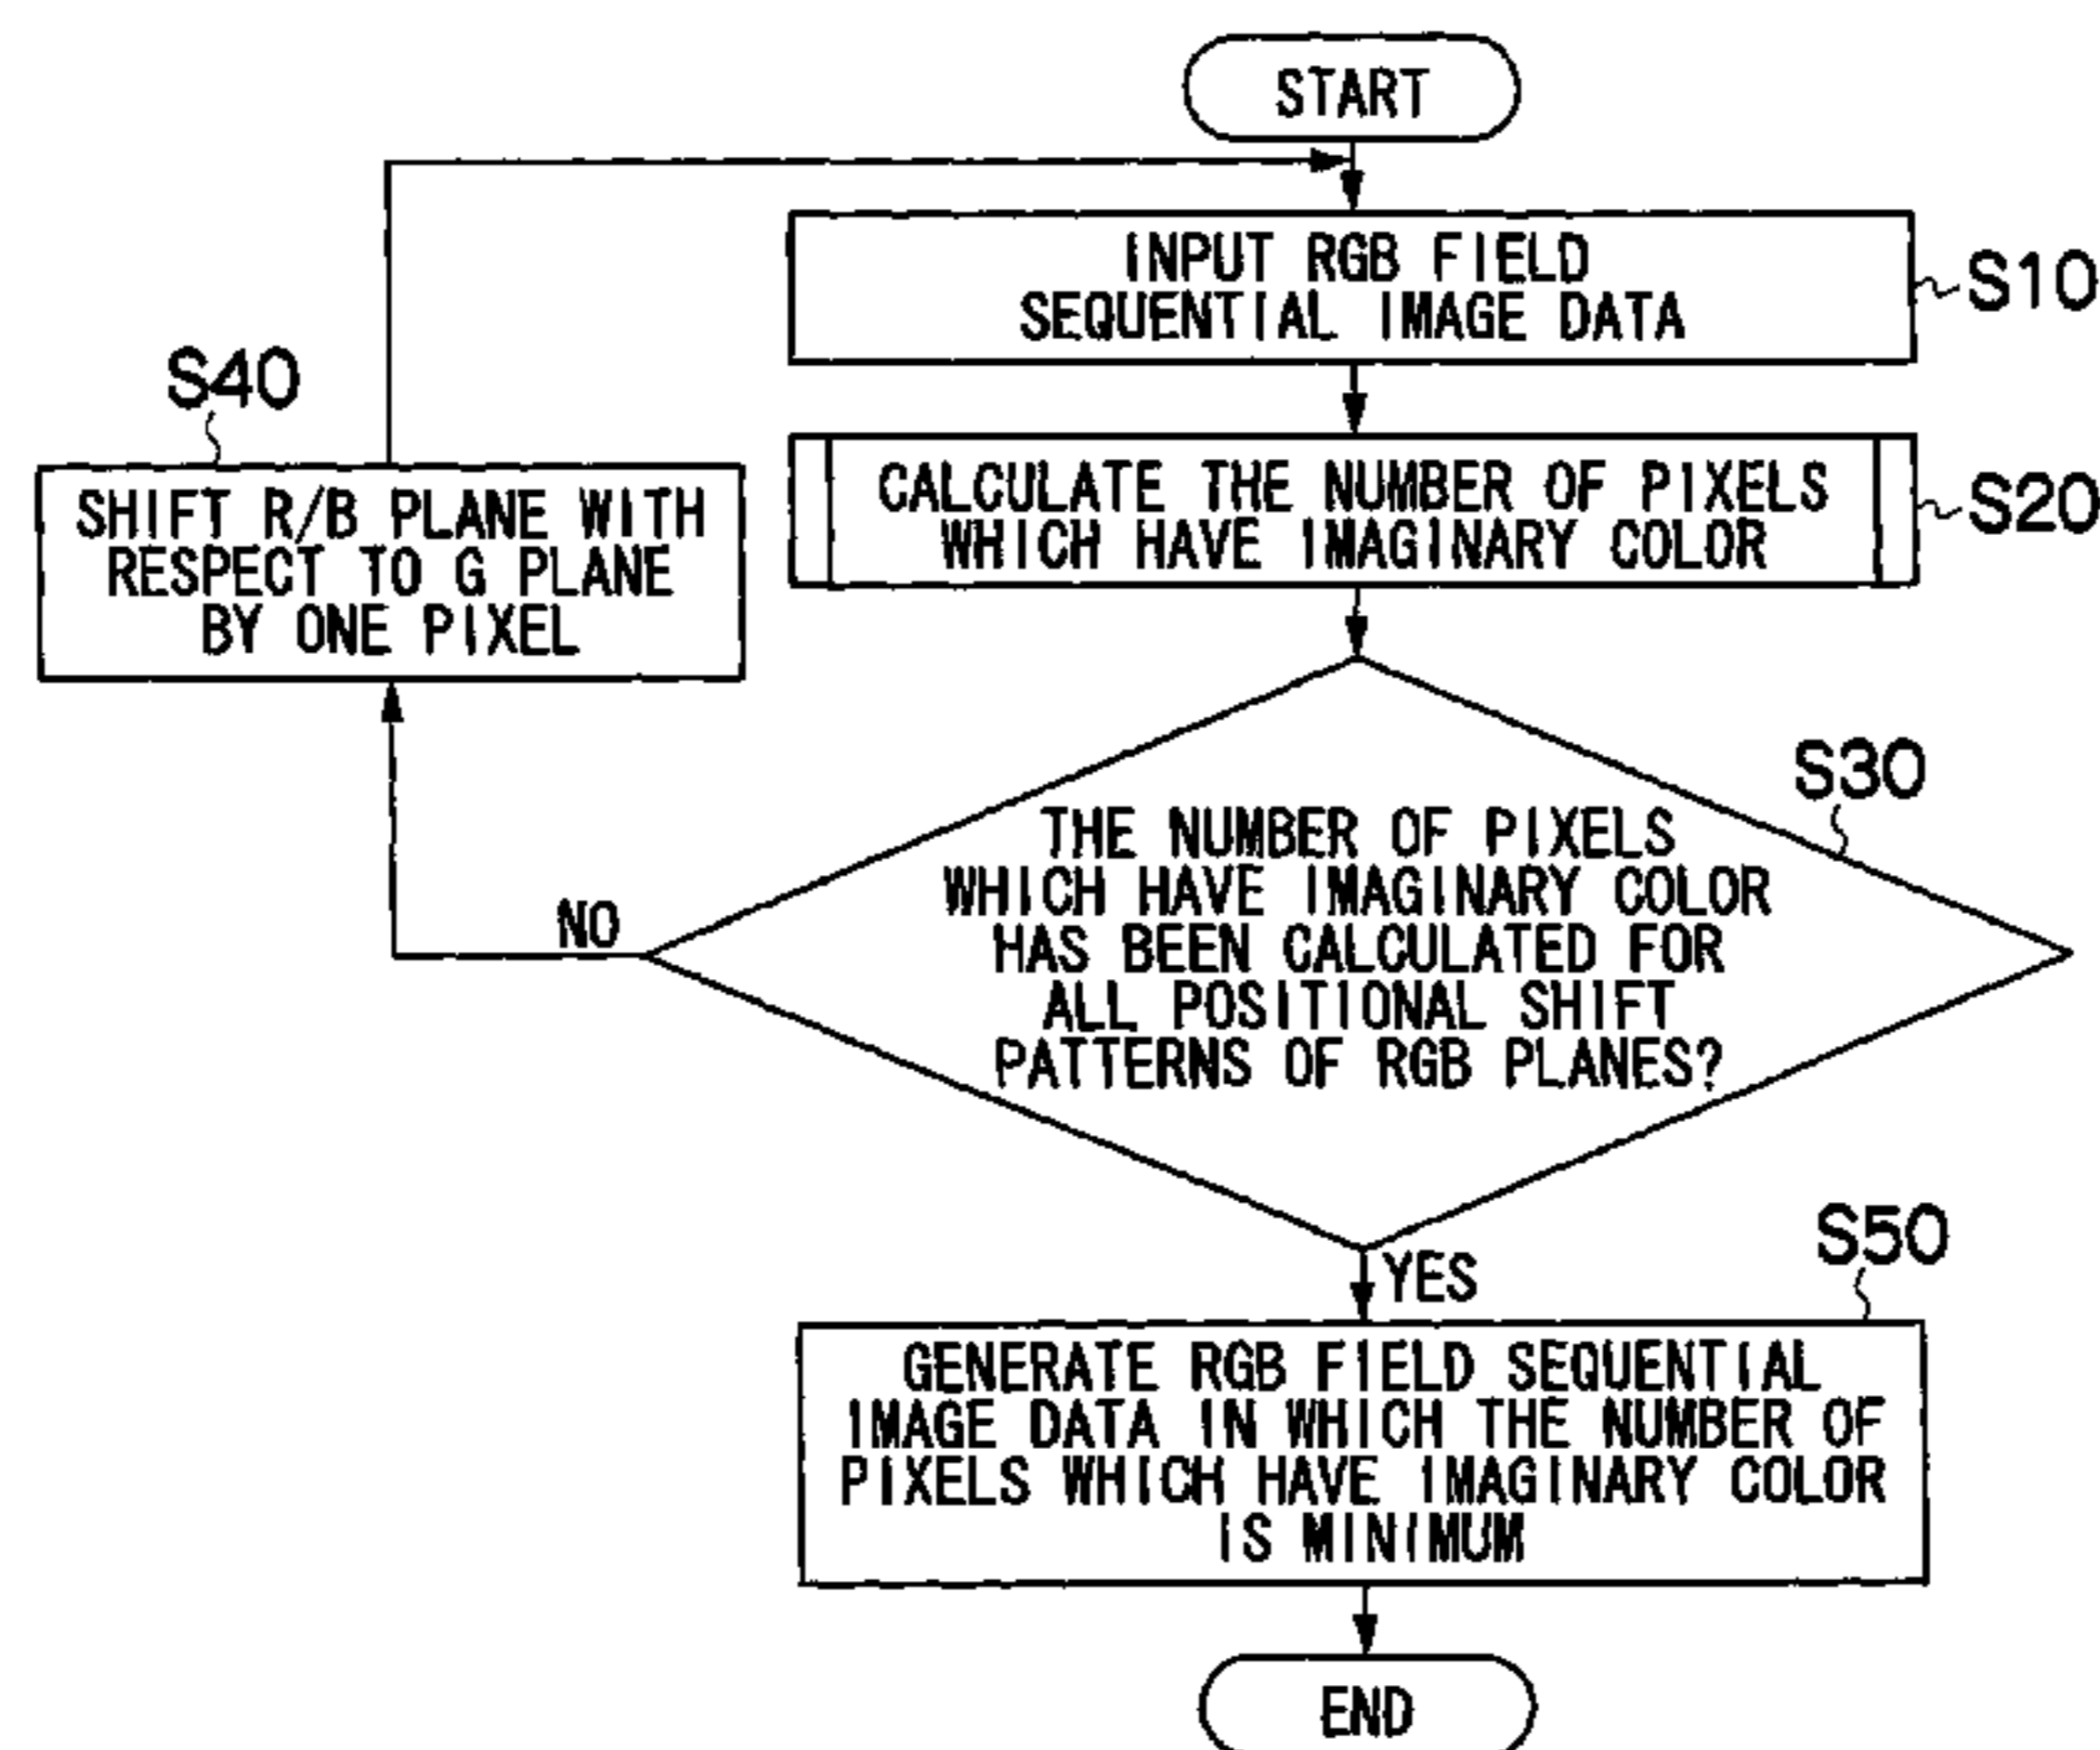 START
INPUT RGB FIELD
SEQUENTIAL IMAGE DATA
S10
S40
SHIFT R/B PLANE WITH
RESPECT TO G PLANE
BY ONE PIXEL
CALCULATE THE NUMBER OF PIXELS
WHICH HAVE IMAGINARY COLOR
S20
S30
THE NUMBER OF PIXELS
WHICH HAVE IMAGINARY COLOR
HAS BEEN CALCULATED FOR
ALL POSITIONAL SHIFT
PATTERNS OF RGB PLANES?
NO
YES
S50
GENERATE RGB FIELD SEQUENTIAL
IMAGE DATA IN WHICH THE NUMBER OF
PIXELS WHICH HAVE IMAGINARY COLOR
IS MINIMUM
END